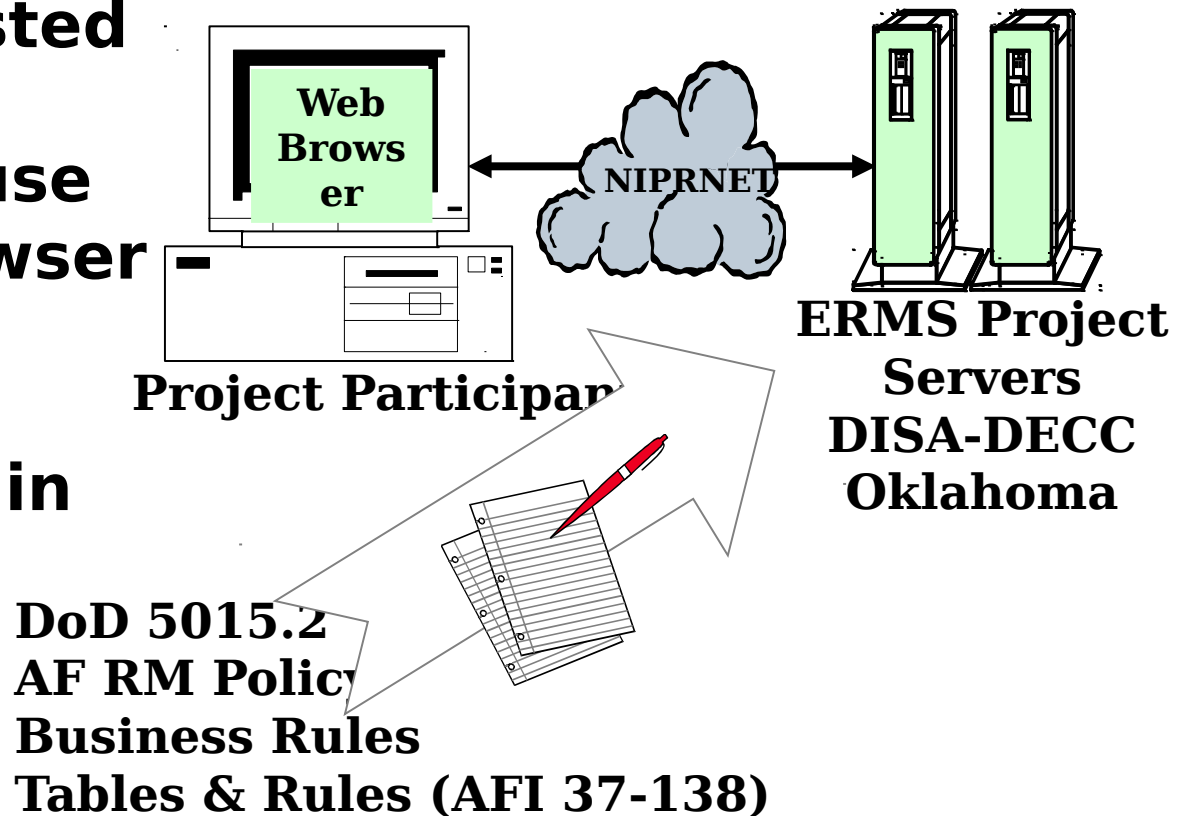 sted
use
wser
in
Web
Brows
er
NIPRNET
Project Participan
ERMS Project
Servers
DISA-DECC
Oklahoma
DoD 5015.2
AF RM Policy
Business Rules
Tables & Rules (AFI 37-138)